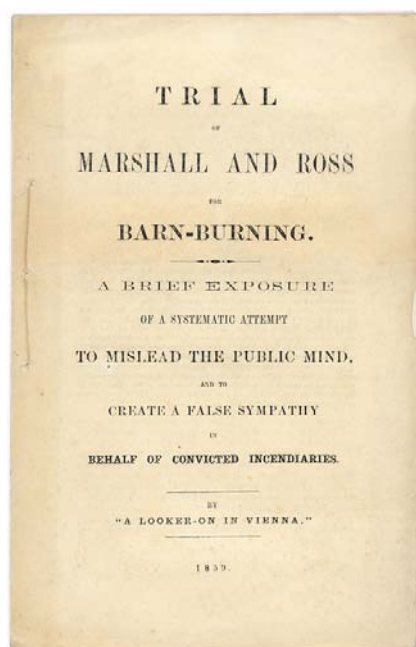 TRIAL
OF
MARSHALL AND ROSS
FOR
BARN-BURNING.
A BRIEF EXPOSURE
OF A SYSTEMATIC ATTEMPT
TO MISLEAD THE PUBLIC MIND,
AND TO
CREATE A FALSE SYMPATHY
IN
BEHALF OF CONVICTED INCENDIARIES.
BY
"A LOOKER-ON IN VIENNA."
1859.